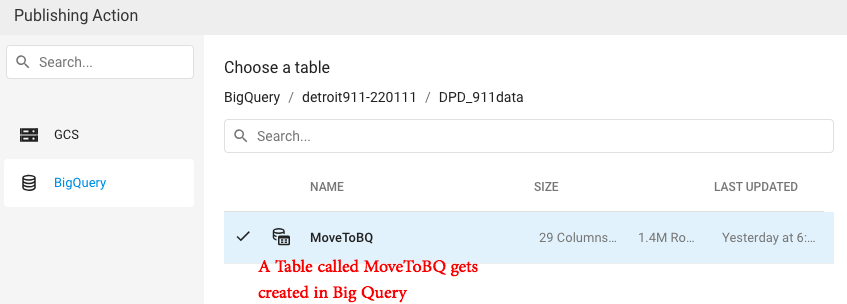 Publishing Action
Search...
Choose a table
BigQuery / detroit911-220111 / DPD_911data
Search...
GCS
BigQuery
NAME SIZE LAST UPDATED
MoveToBQ 29 Columns... 1.4M Ro... Yesterday at 6:...
A Table called MoveToBQ gets
created in Big Query